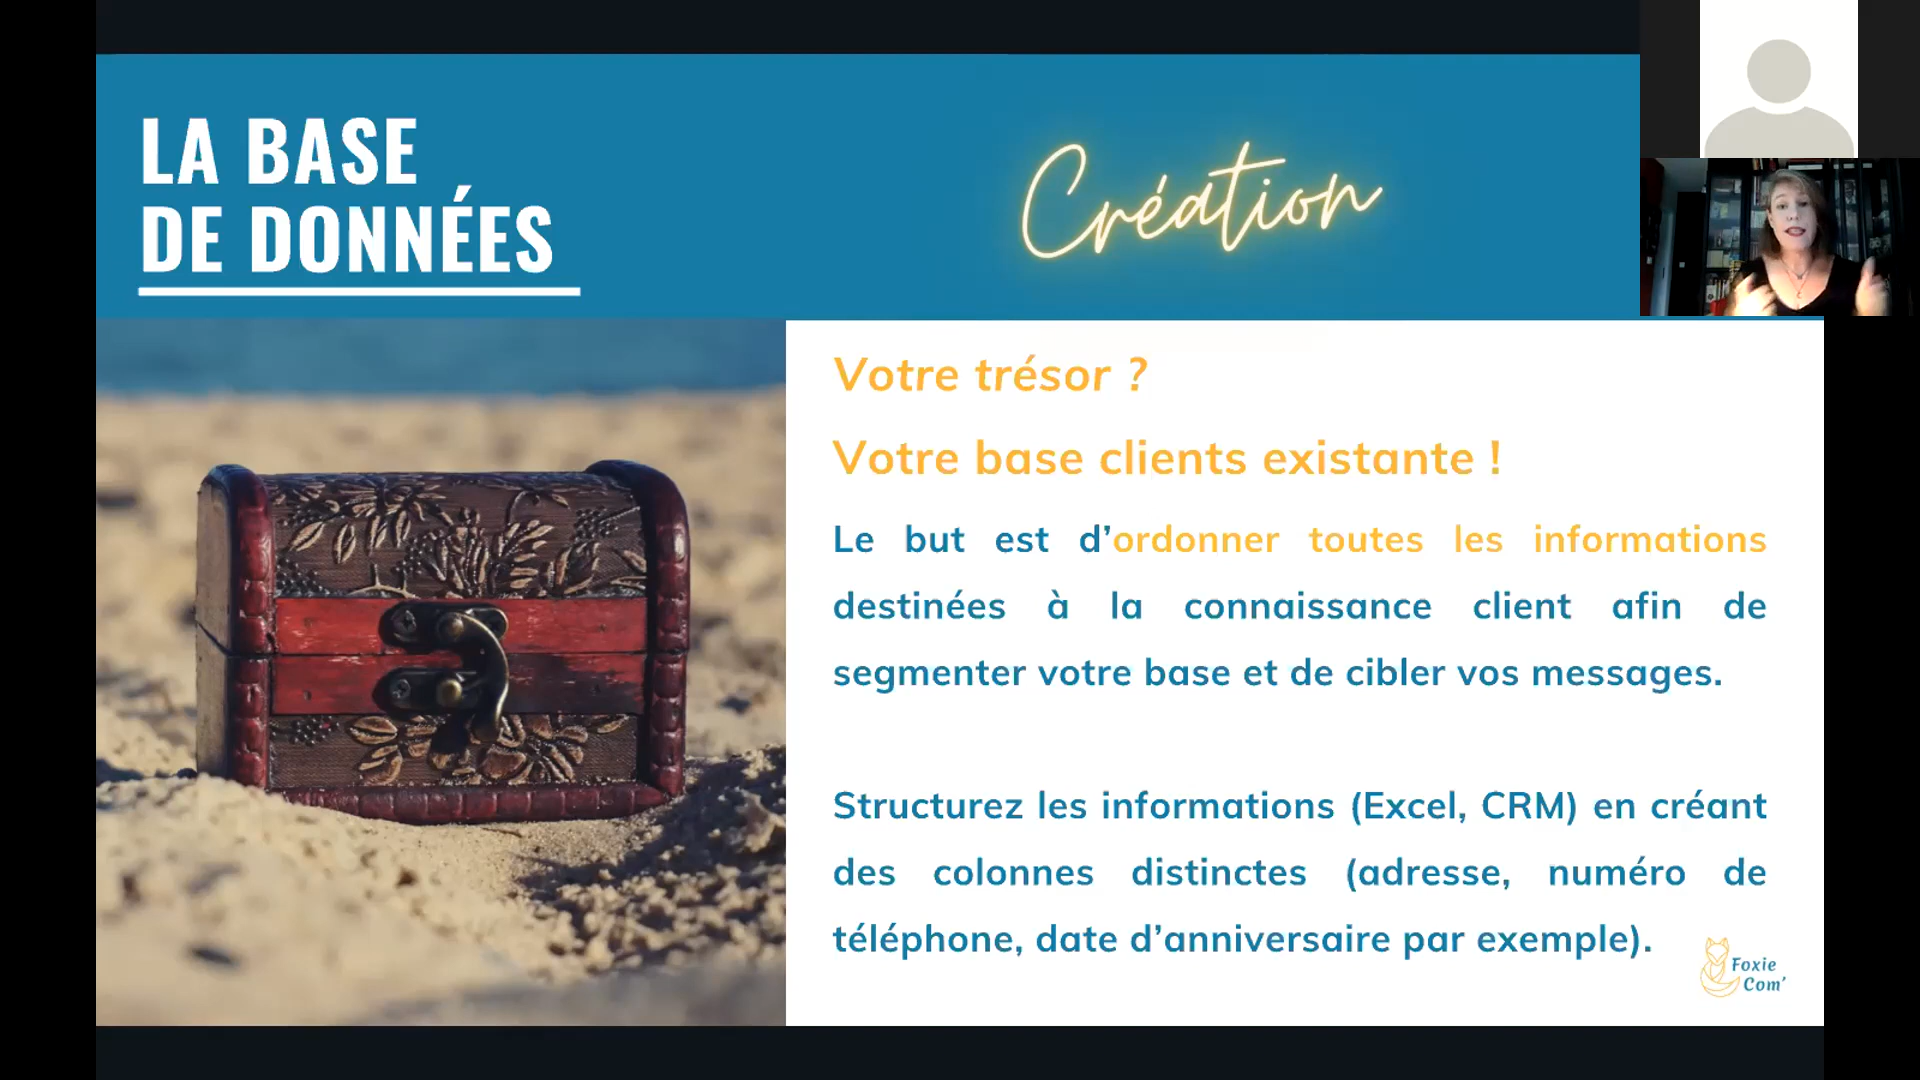 LA BASE
DE DONNÉES
Création
Votre trésor ?
Votre base clients existante !
Le but est d’ordonner toutes les informations
destinées à la connaissance client afin de
segmenter votre base et de cibler vos messages.
Structurez les informations (Excel, CRM) en créant
des colonnes distinctes (adresse, numéro de
téléphone, date d’anniversaire par exemple).
Foxie
Com’